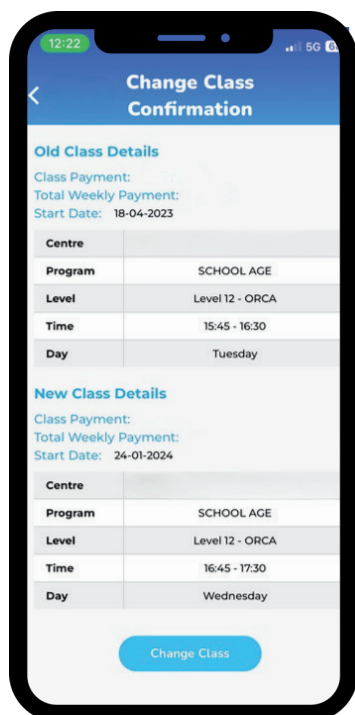 12:22 5G
Change Class
Confirmation
Old Class Details
Class Payment:
Total Weekly Payment:
Start Date: 18-04-2023
Centre
Program SCHOOL AGE
Level Level 12 - ORCA
Time 15:45 - 16:30
Day Tuesday
New Class Details
Class Payment:
Total Weekly Payment:
Start Date: 24-01-2024
Centre
Program SCHOOL AGE
Level Level 12 - ORCA
Time 16:45 - 17:30
Day Wednesday
Change Class